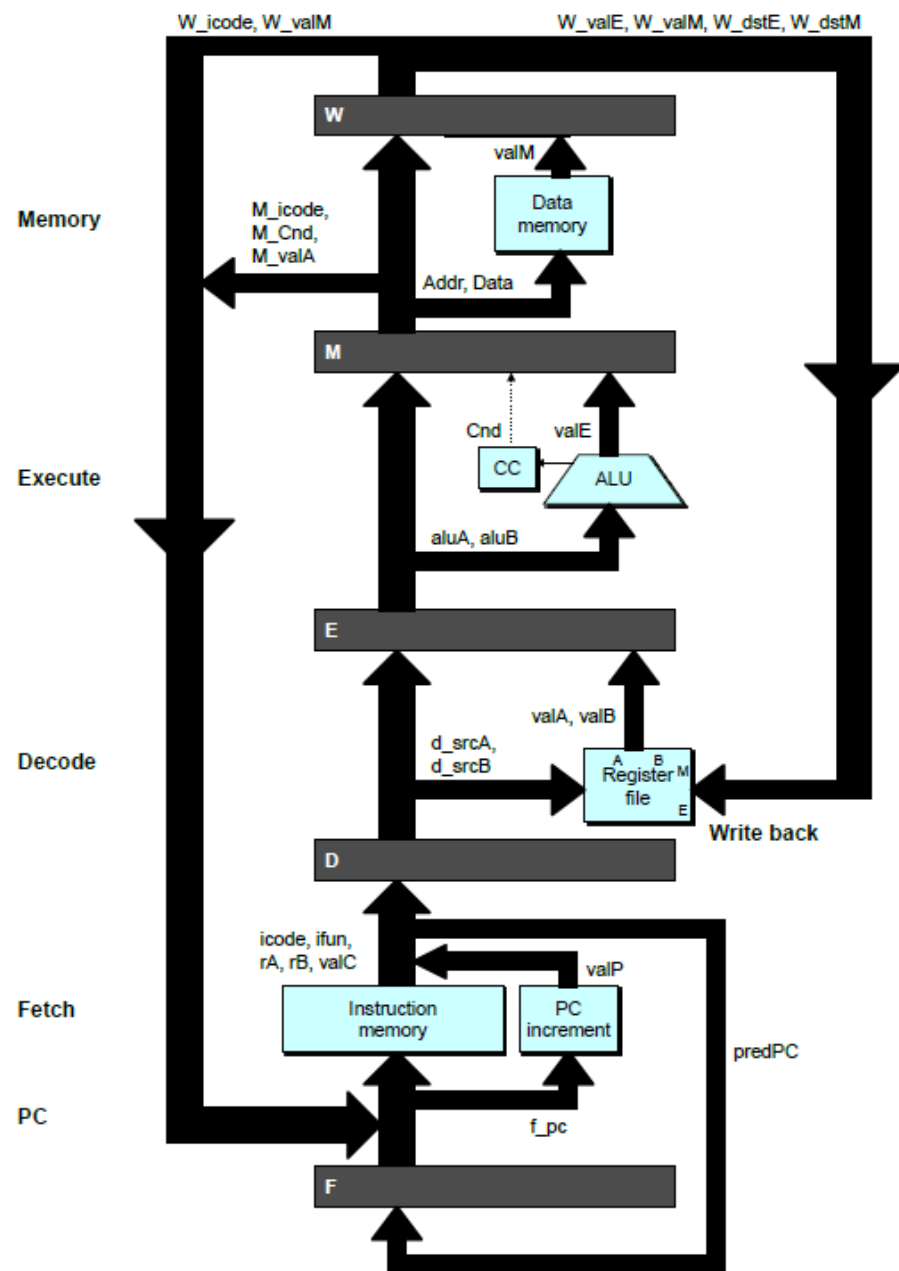 W_icode, W_valM
W_valE, W_valM, W_dstE, W_dstM
W
valM
Memory
Data
memory
M_icode,
M_Cnd,
M_valA
Addr, Data
M
Cnd
valE
Execute
CC
ALU
aluA, aluB
E
valA, valB
Decode
d_srcA,
d_srcB
A
B
Register
file
M
E
Write back
D
icode, ifun,
rA, rB, valC
valP
Fetch
Instruction
memory
PC
increment
predPC
PC
f_pc
F